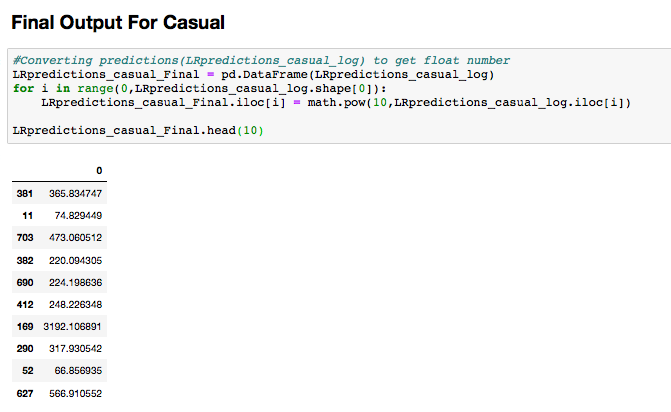 Final Output For Casual
#Converting predictions(LRpredictions_casual_log) to get float number
LRpredictions_casual_Final = pd.DataFrame(LRpredictions_casual_log)
for i in range(0,LRpredictions_casual_log.shape[0]):
    LRpredictions_casual_Final.iloc[i] = math.pow(10,LRpredictions_casual_log.iloc[i])
LRpredictions_casual_Final.head(10)
0
381 365.834747
11 74.829449
703 473.060512
382 220.094305
690 224.198636
412 248.226348
169 3192.106891
290 317.930542
52 66.856935
627 566.910552